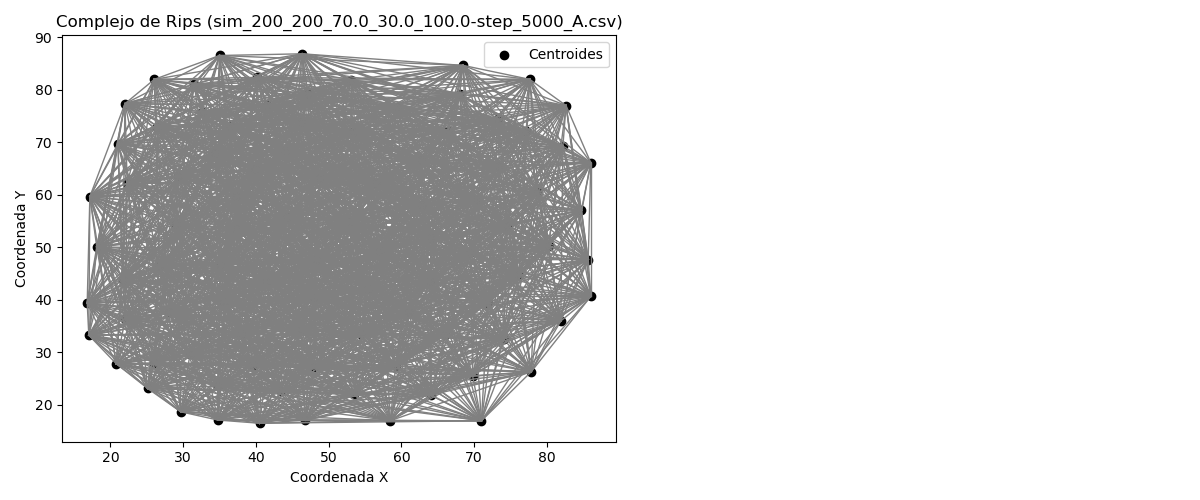 Complejo de Rips (sim_200_200_70.0_30.0_100.0-step_5000_A.csv)
Centroides
90
80
70
60
50
40
30
20
Coordenada Y
20 30 40 50 60 70 80
Coordenada X